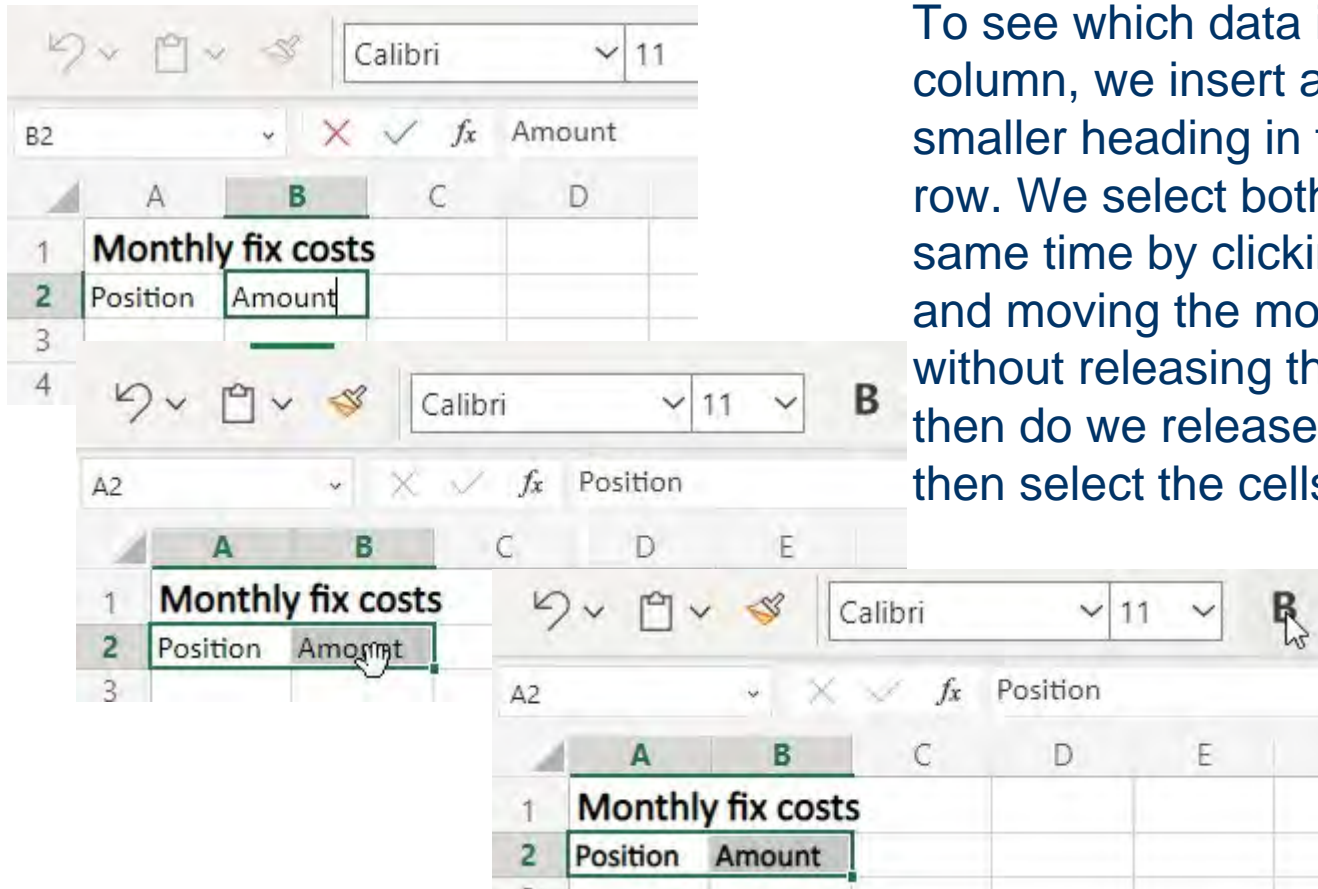 Calibri 11
B2 fx Amount
A B C D
1 Monthly fix costs
2 Position Amount
3
4
Calibri 11 B
A2 fx Position
A B C D E
1 Monthly fix costs
2 Position Amount
3
Calibri 11 B
A2 fx Position
A B C D E
1 Monthly fix costs
2 Position Amount
To see which data
column, we insert a
smaller heading in
row. We select both
same time by
and moving the
without releasing
then do we release
then select the cells